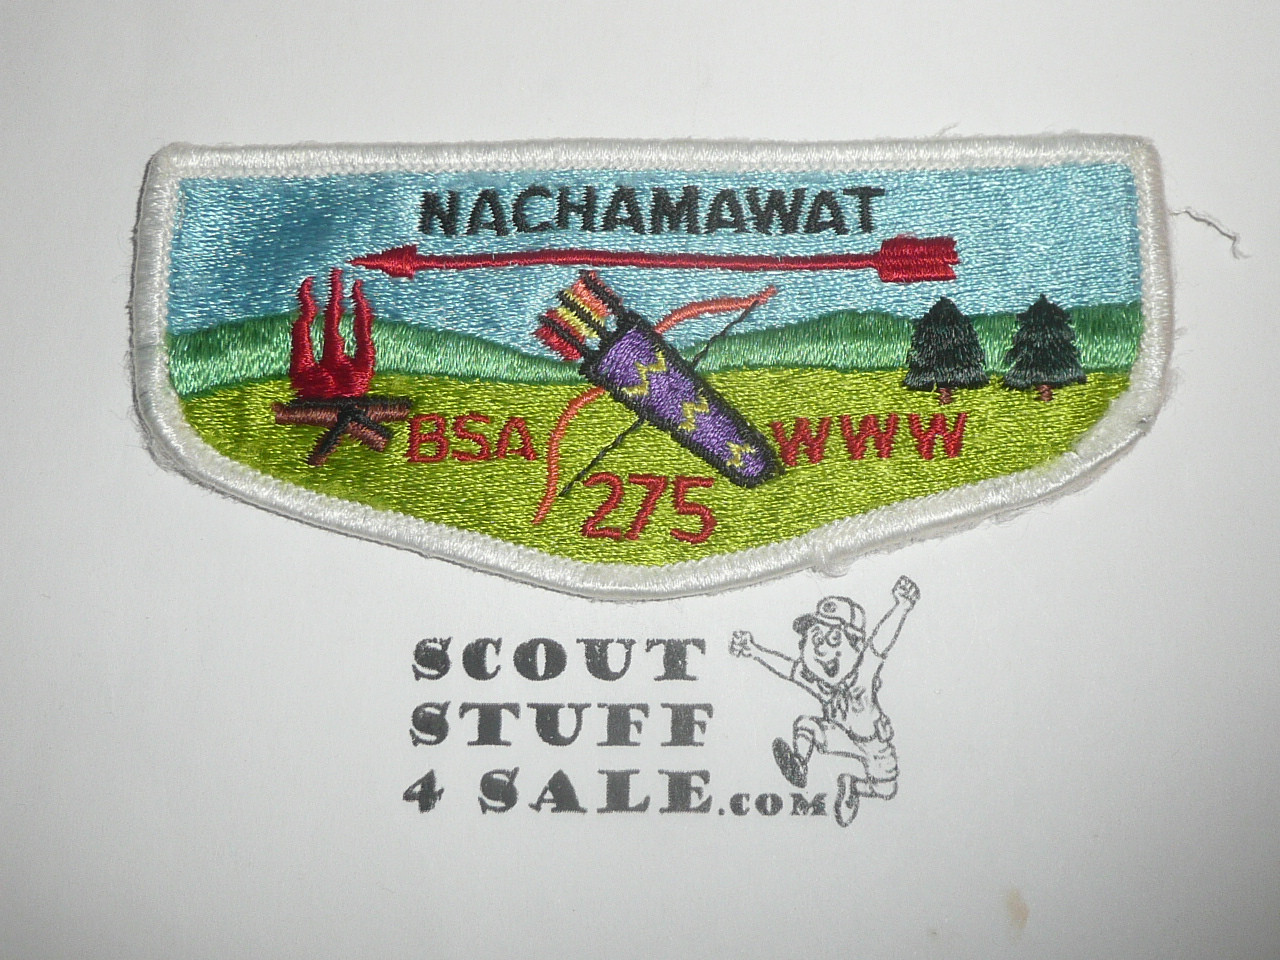 NACHAMAWAT
BSA WWW
275
SCOUT
STUFF
4 SALE.COM